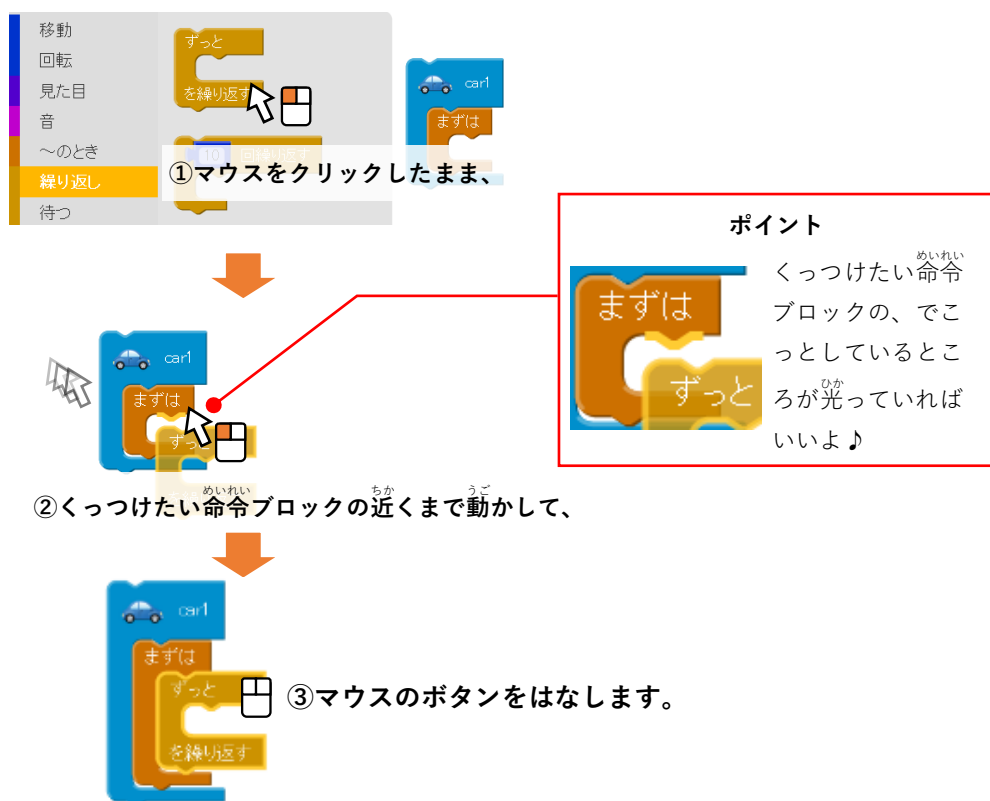 移動
回転
見た目
音
～のとき
繰り返し
待つ
ずっと
を繰り返す
10 回繰り返す
car1
まずは
①マウスをクリックしたまま、
ポイント
くっつけたい命令
めいれい
ブロックの、でこ
っとしているとこ
ろが光っていれば
ひか
いいよ♪
まずは
ずっと
car1
まずは
ずっ
②くっつけたい命令ブロックの近くまで動かして、
めいれい
ちか
うご
car1
まずは
ずっと
を繰り返す
③マウスのボタンをはなします。